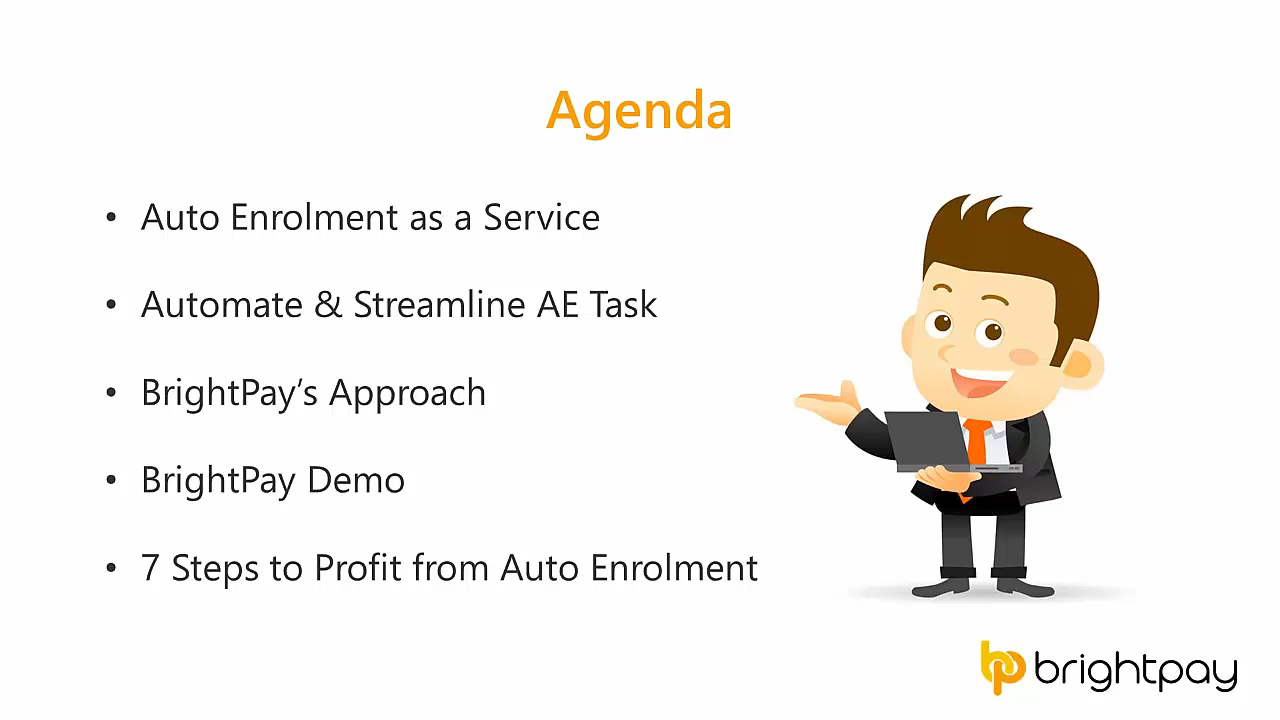 Agenda
• Auto Enrolment as a Service
• Automate & Streamline AE Task
• BrightPay’s Approach
• BrightPay Demo
• 7 Steps to Profit from Auto Enrolment
bp brightpay